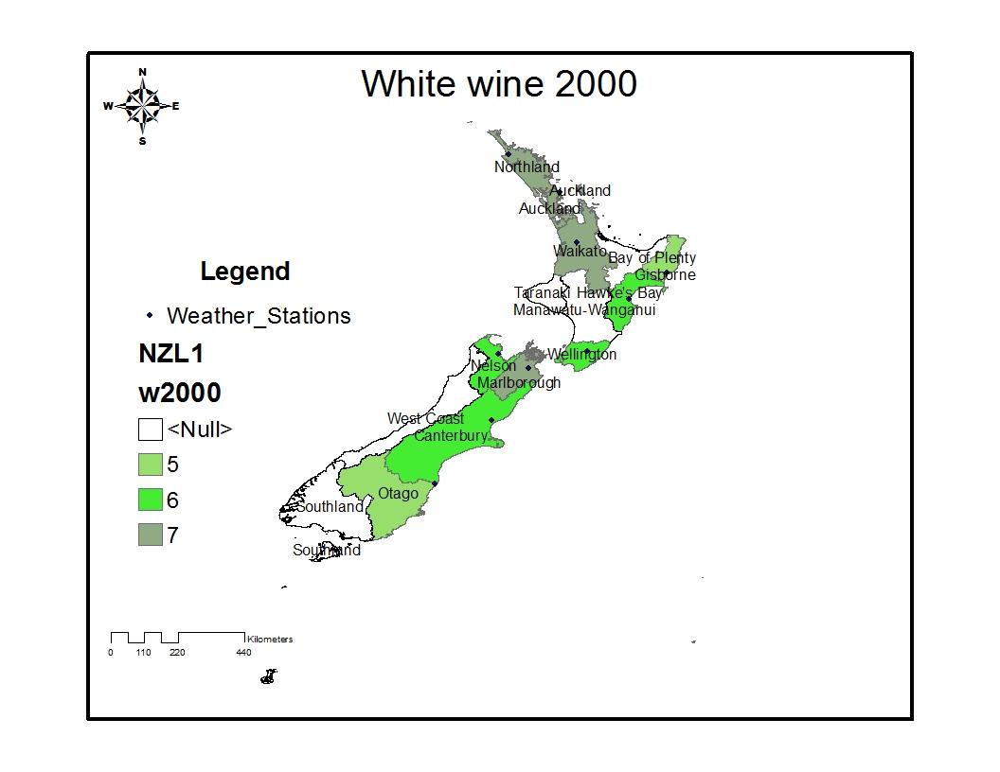 White wine 2000
N
W E
S
Northland
Auckland
Auckland
Waikato
Bay of Plenty
Gisborne
Taranaki Hawke's Bay
Manawatu-Wanganui
Wellington
Nelson
Marlborough
West Coast
Canterbury
Otago
Southland
Southland
Legend
Weather_Stations
NZL1
w2000
<Null>
5
6
7
Kilometers
0 110 220 440